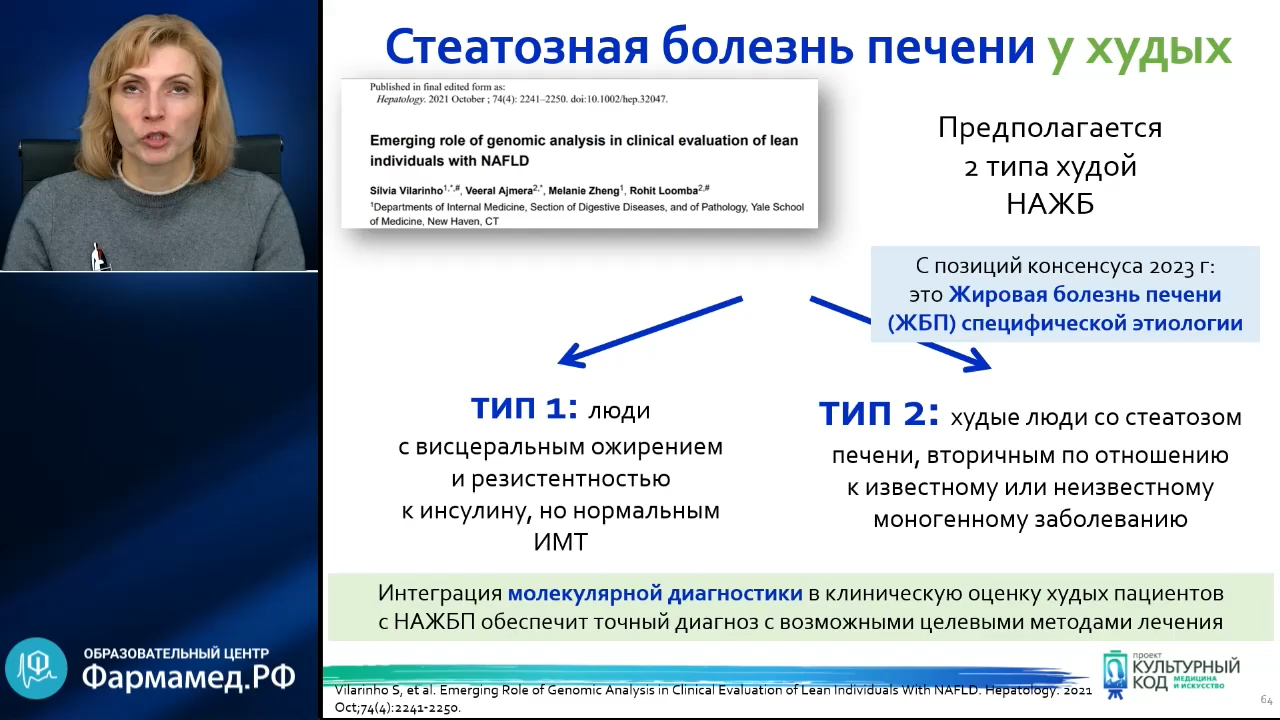 Стеатозная болезнь печени у худых
Published in final edited form as:
Hepatology. 2021 October ; 74(4): 2241–2250. doi:10.1002/hep.32047.
Emerging role of genomic analysis in clinical evaluation of lean
individuals with NAFLD
Sílvia Vilarinho1,*,#, Veeral Ajmera2,*, Melanie Zheng1, Rohit Loomba2,#
1Departments of Internal Medicine, Section of Digestive Diseases, and of Pathology, Yale School
of Medicine, New Haven, CT
Предполагается
2 типа худой
НАЖБ
С позиций консенсуса 2023 г:
это Жировая болезнь печени
(ЖБП) специфической этиологии
ТИП 1: люди
с висцеральным ожирением
и резистентностью
к инсулину, но нормальным
ИМТ
ТИП 2: худые люди со стеатозом
печени, вторичным по отношению
к известному или неизвестному
моногенному заболеванию
Интеграция молекулярной диагностики в клиническую оценку худых пациентов
с НАЖБП обеспечит точный диагноз с возможными целевыми методами лечения
ОБРАЗОВАТЕЛЬНЫЙ ЦЕНТР
Фармамед.РФ
проект
КУЛЬТУРНЫЙ
КОД МЕДИЦИНА
И ИСКУССТВО
Vilarinho S, et al. Emerging Role of Genomic Analysis in Clinical Evaluation of Lean Individuals With NAFLD. Hepatology. 2021
Oct;74(4):2241-2250.
64